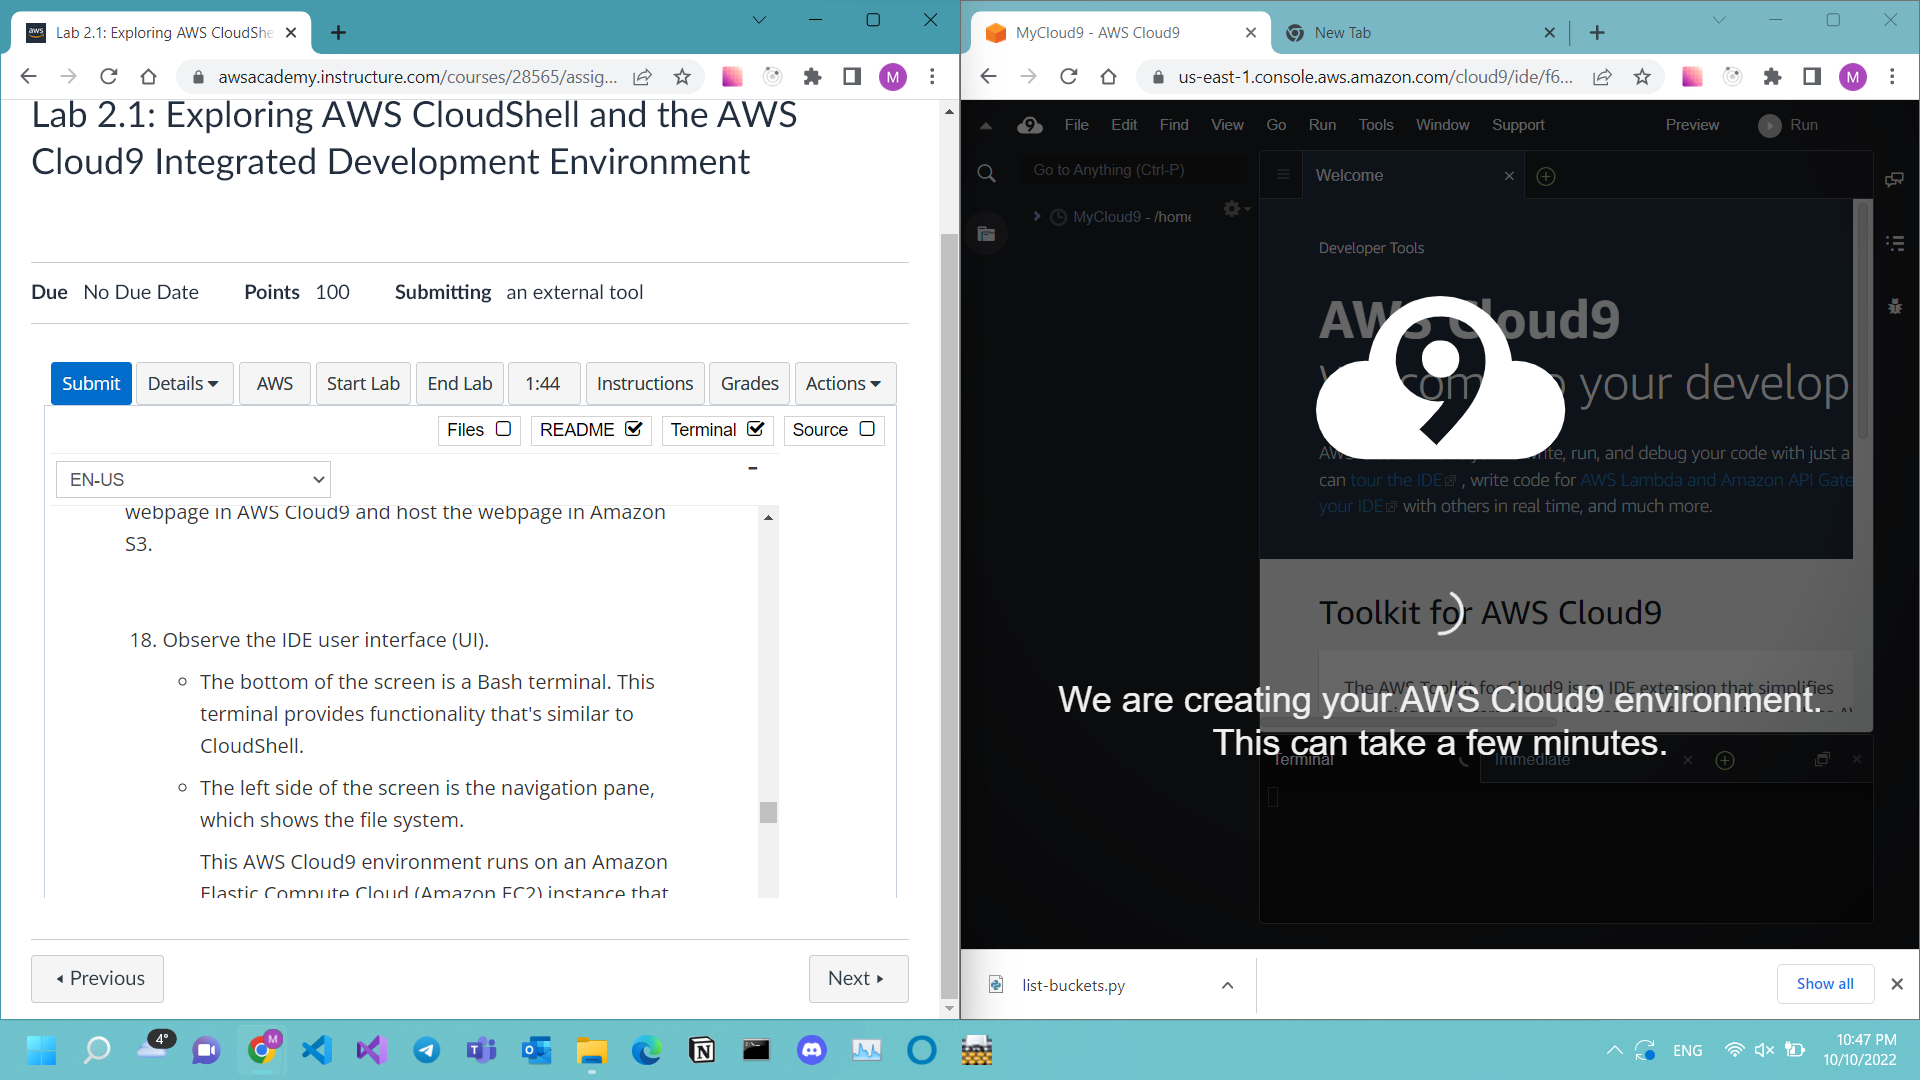 aws
Lab 2.1: Exploring AWS CloudShe
awsacademy.instructure.com/courses/28565/assig...
M
Lab 2.1: Exploring AWS CloudShell and the AWS
Cloud9 Integrated Development Environment
Due No Due Date Points 100 Submitting an external tool
Submit Details AWS Start Lab End Lab 1:44 Instructions Grades Actions
Files README Terminal Source
EN-US
webpage in AWS Cloud9 and host the webpage in Amazon
S3.
18. Observe the IDE user interface (UI).
The bottom of the screen is a Bash terminal. This
terminal provides functionality that's similar to
CloudShell.
The left side of the screen is the navigation pane,
which shows the file system.
This AWS Cloud9 environment runs on an Amazon
Elastic Compute Cloud (Amazon EC2) instance that
Previous Next
MyCloud9 - AWS Cloud9 New Tab
us-east-1.console.aws.amazon.com/cloud9/ide/f6...
M
9 File Edit Find View Go Run Tools Window Support Preview Run
Go to Anything (Ctrl-P)
MyCloud9 - /home
Welcome
Developer Tools
AWS Cloud9
9
to your develop
write, run, and debug your code with just a
can tour the IDE , write code for AWS Lambda and Amazon API Gate
your IDE with others in real time, and much more.
Toolkit for AWS Cloud9
The AWS Toolkit for Cloud9 is an IDE extension that simplifies
We are creating your AWS Cloud9 environment.
This can take a few minutes.
Terminal Immediate
list-buckets.py
Show all
4°
M
N
ENG
10:47 PM
10/10/2022